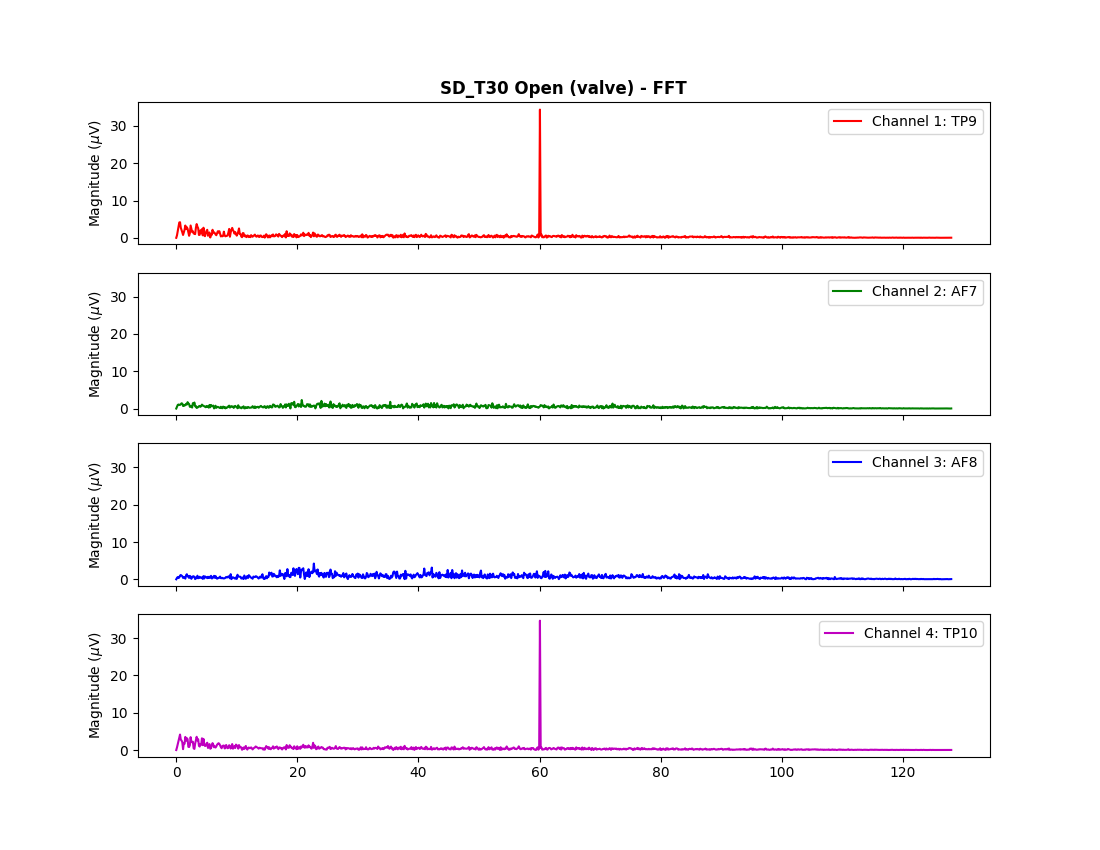 SD_T30 Open (valve) - FFT
Magnitude (μV)
30
20
10
0
Channel 1: TP9
Magnitude (μV)
30
20
10
0
Channel 2: AF7
Magnitude (μV)
30
20
10
0
Channel 3: AF8
Magnitude (μV)
30
20
10
0
Channel 4: TP10
0 20 40 60 80 100 120